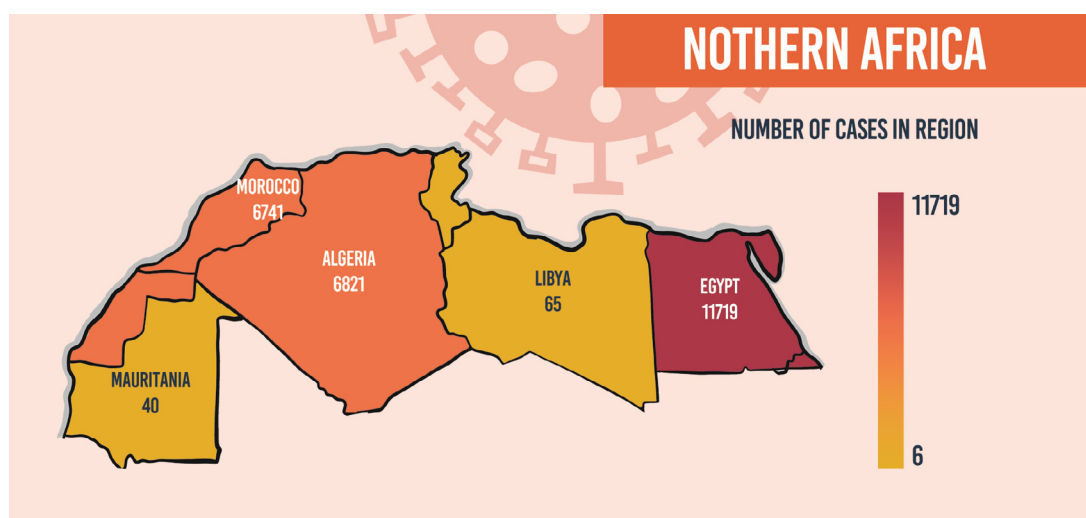 NOTHERN AFRICA
NUMBER OF CASES IN REGION
11719
6
MOROCCO
6741
ALGERIA
6821
LIBYA
65
EGYPT
11719
MAURITANIA
40